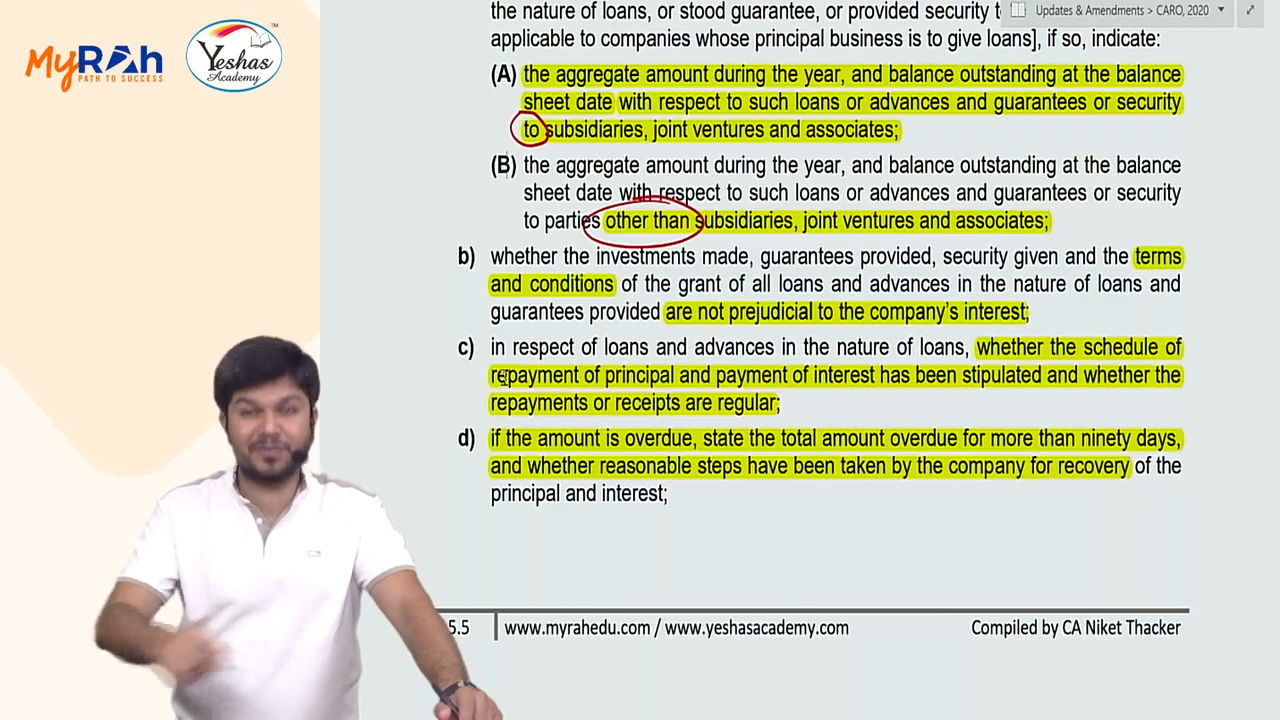 MyRAh
PATH TO SUCCESS
Yeshas
Academy
TM
Updates & Amendments > CARO, 2020
the nature of loans, or stood guarantee, or provided security t
applicable to companies whose principal business is to give loans], if so, indicate:
(A) the aggregate amount during the year, and balance outstanding at the balance
sheet date with respect to such loans or advances and guarantees or security
to subsidiaries, joint ventures and associates;
(B) the aggregate amount during the year, and balance outstanding at the balance
sheet date with respect to such loans or advances and guarantees or security
to parties other than subsidiaries, joint ventures and associates;
b) whether the investments made, guarantees provided, security given and the terms
and conditions of the grant of all loans and advances in the nature of loans and
guarantees provided are not prejudicial to the company's interest;
c) in respect of loans and advances in the nature of loans, whether the schedule of
repayment of principal and payment of interest has been stipulated and whether the
repayments or receipts are regular;
d) if the amount is overdue, state the total amount overdue for more than ninety days,
and whether reasonable steps have been taken by the company for recovery of the
principal and interest;
5.5 www.myrahedu.com / www.yeshasacademy.com Compiled by CA Niket Thacker